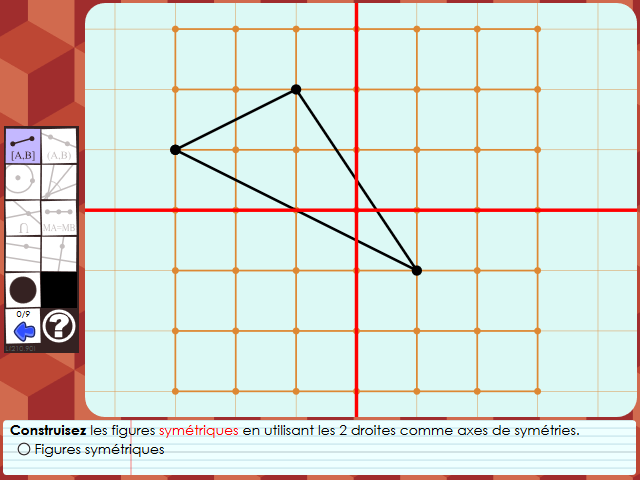 [A,B]
(A,B)
MA=MB
0/9
?
Construisez les figures symétriques en utilisant les 2 droites comme axes de symétries.
Figures symétriques